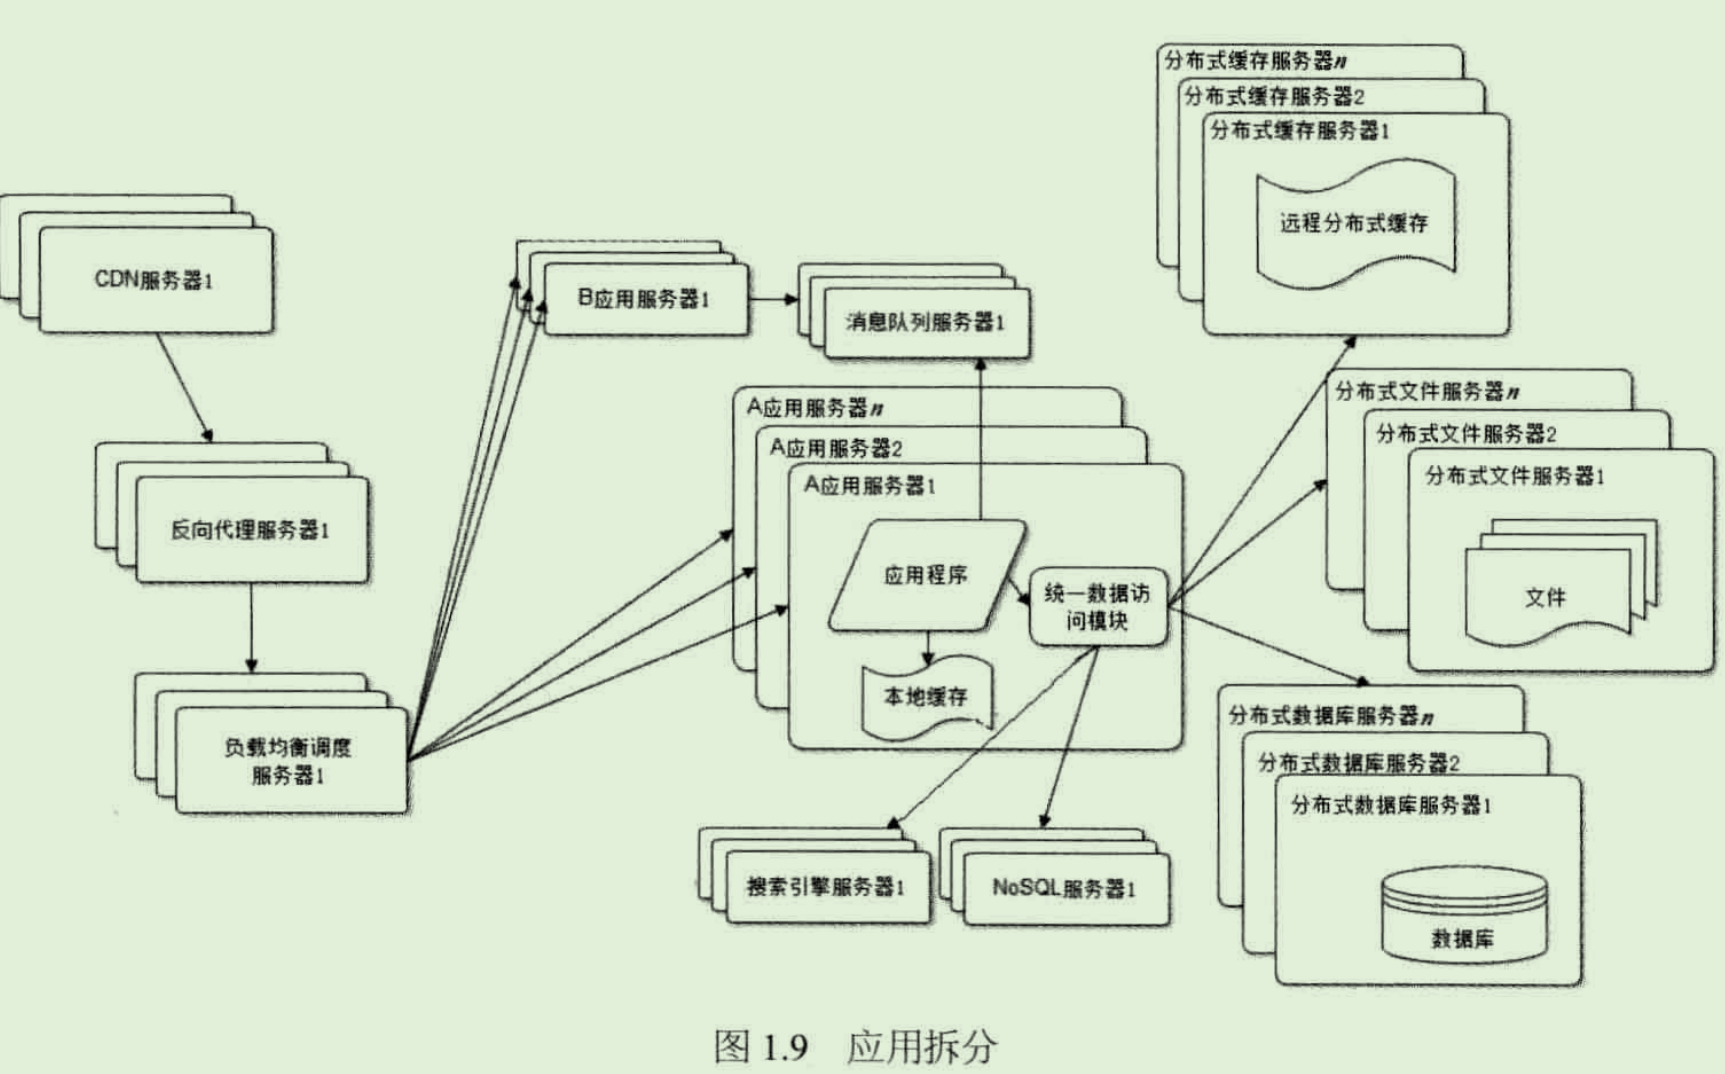 分布式缓存服务器n
分布式缓存服务器2
分布式缓存服务器1
远程分布式缓存
CDN服务器1
B应用服务器1
消息队列服务器1
反向代理服务器1
负载均衡调度
服务器1
A应用服务器n
A应用服务器2
A应用服务器1
应用程序
统一数据访
问模块
本地缓存
分布式文件服务器n
分布式文件服务器2
分布式文件服务器1
文件
分布式数据库服务器n
分布式数据库服务器2
分布式数据库服务器1
数据库
搜索引擎服务器1
NoSQL服务器1
图 1.9 应用拆分